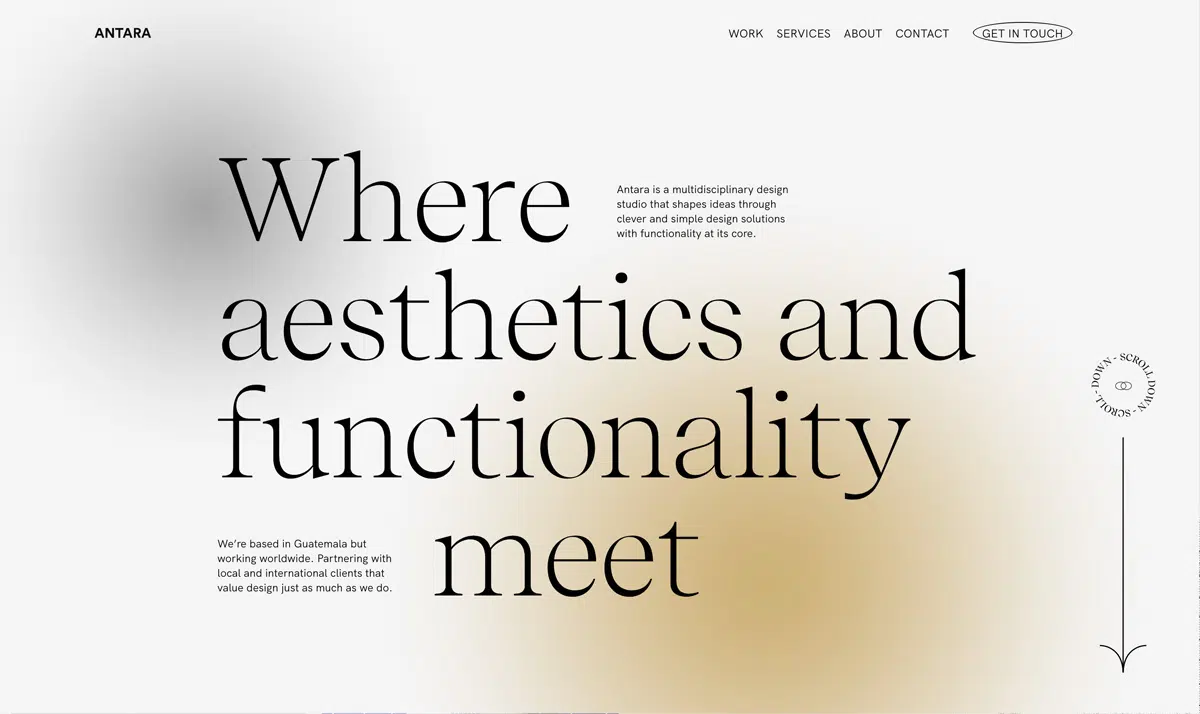 ANTARA
WORK SERVICES ABOUT CONTACT GET IN TOUCH
Where
Antara is a multidisciplinary design
studio that shapes ideas through
clever and simple design solutions
with functionality at its core.
aesthetics and
functionality
meet
We’re based in Guatemala but
working worldwide. Partnering with
local and international clients that
value design just as much as we do.
SCROLL DOWN - SCROLL DOWN -